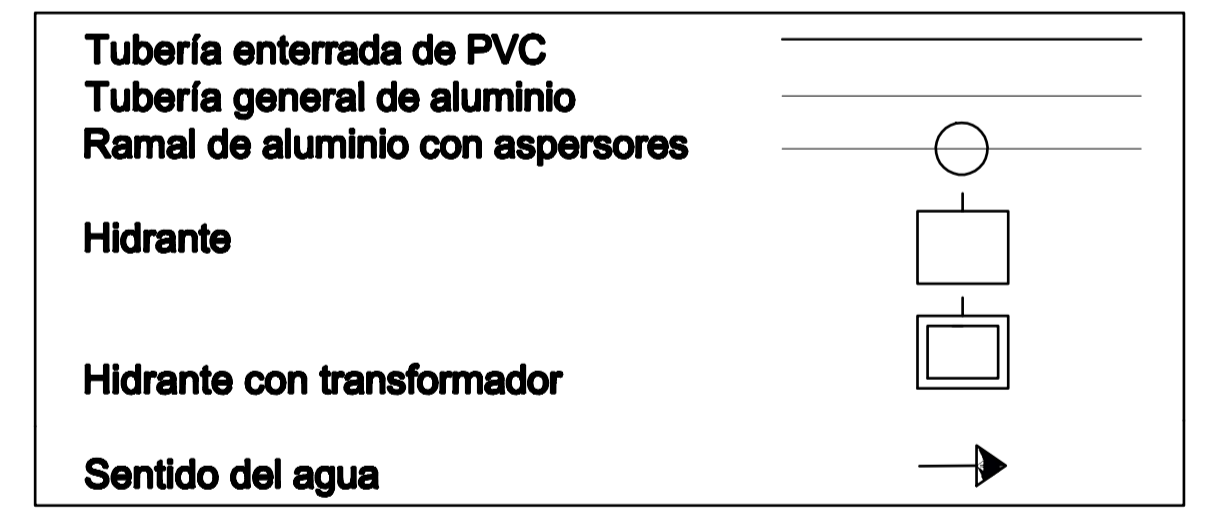 Tubería enterrada de PVC
Tubería general de aluminio
Ramal de aluminio con aspersores
Hidrante
Hidrante con transformador
Sentido del agua